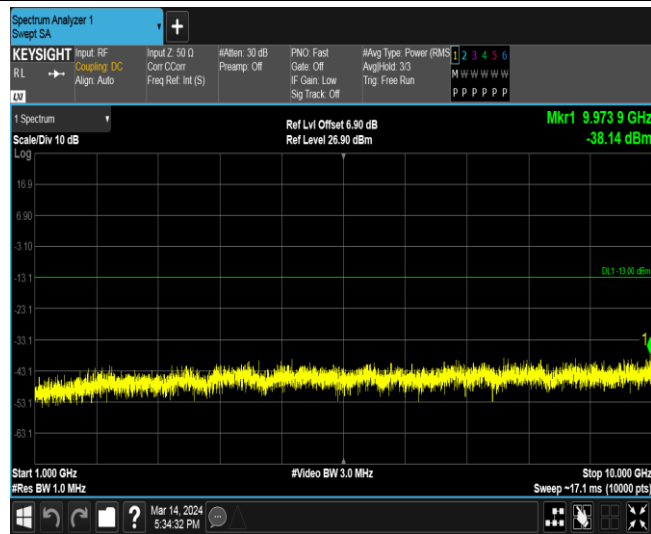 Spectrum Analyzer 1
Swept SA
KEYSIGHT
RL
Input: RF
Coupling: DC
Align: Auto
Input Z: 50 Ω
Corr CCorr
Freq Ref: Int (S)
#Atten: 30 dB
Preamp: Off
PNO: Fast
Gate: Off
IF Gain: Low
Sig Track: Off
#Avg Type: Power (RMS
Avg|Hold: 3/3
Trig: Free Run
1 2 3 4 5 6
M W W W W W
P P P P P P
1 Spectrum
Scale/Div 10 dB
Log
Ref Lvl Offset 6.90 dB
Ref Level 26.90 dBm
Mkr1 9.973 9 GHz
-38.14 dBm
16.9
6.90
-3.10
-13.1
DL1 -13.00 dBm
-23.1
-33.1
1
-43.1
-53.1
-63.1
Start 1.000 GHz
#Video BW 3.0 MHz
Stop 10.000 GHz
#Res BW 1.0 MHz
Sweep ~17.1 ms (10000 pts)
?
Mar 14, 2024
5:34:32 PM